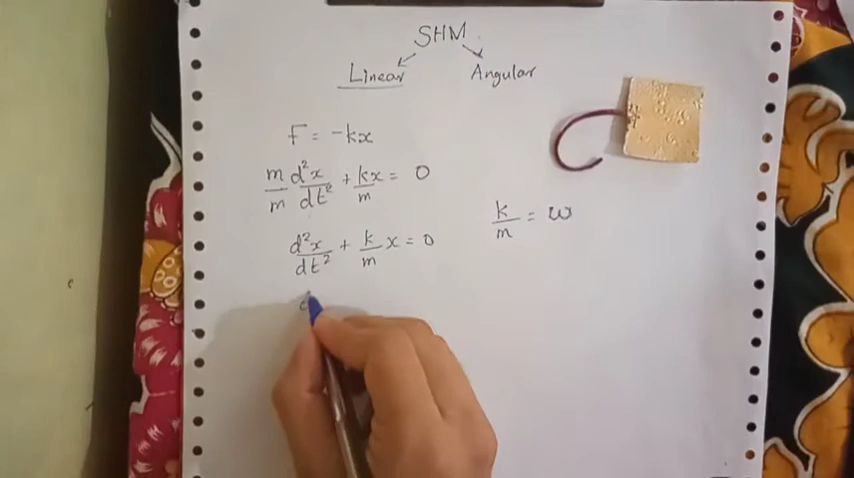 SHM
Linear Angular
F = -kx
m/m d²x/dt² + kx/m = 0
k/m = w
d²x/dt² + k/m x = 0
d